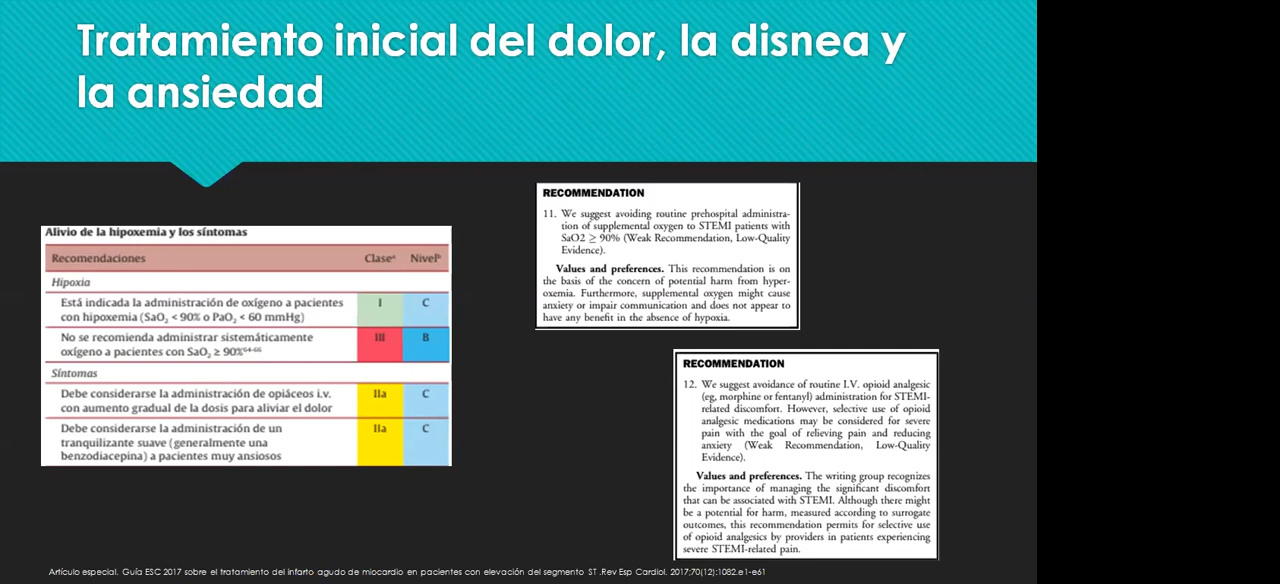 Tratamiento inicial del dolor, la disnea y
la ansiedad
Alivio de la hipoxemia y los síntomas
Recomendaciones Claseᵃ Nivelᵇ
Hipoxia
Está indicada la administración de oxígeno a pacientes
con hipoxemia (SaO₂ < 90% o PaO₂ < 60 mmHg)
I C
No se recomienda administrar sistemáticamente
oxígeno a pacientes con SaO₂ ≥ 90%⁶⁴⁻⁶⁶
III B
Síntomas
Debe considerarse la administración de opiáceos i.v.
con aumento gradual de la dosis para aliviar el dolor
IIa C
Debe considerarse la administración de un
tranquilizante suave (generalmente una
benzodiacepina) a pacientes muy ansiosos
IIa C
RECOMMENDATION
11. We suggest avoiding routine prehospital administra-
tion of supplemental oxygen to STEMI patients with
SaO2 ≥ 90% (Weak Recommendation, Low-Quality
Evidence).
Values and preferences. This recommendation is on
the basis of the concern of potential harm from hyper-
oxemia. Furthermore, supplemental oxygen might cause
anxiety or impair communication and does not appear to
have any benefit in the absence of hypoxia.
RECOMMENDATION
12. We suggest avoidance of routine I.V. opioid analgesic
(eg, morphine or fentanyl) administration for STEMI-
related discomfort. However, selective use of opioid
analgesic medications may be considered for severe
pain with the goal of relieving pain and reducing
anxiety (Weak Recommendation, Low-Quality
Evidence).
Values and preferences. The writing group recognizes
the importance of managing the significant discomfort
that can be associated with STEMI. Although there might
be a potential for harm, measured according to surrogate
outcomes, this recommendation permits for selective use
of opioid analgesics by providers in patients experiencing
severe STEMI-related pain.
Artículo especial. Guía ESC 2017 sobre el tratamiento del infarto agudo de miocardio en pacientes con elevación del segmento ST .Rev Esp Cardiol. 2017;70(12):1082.e1-e61